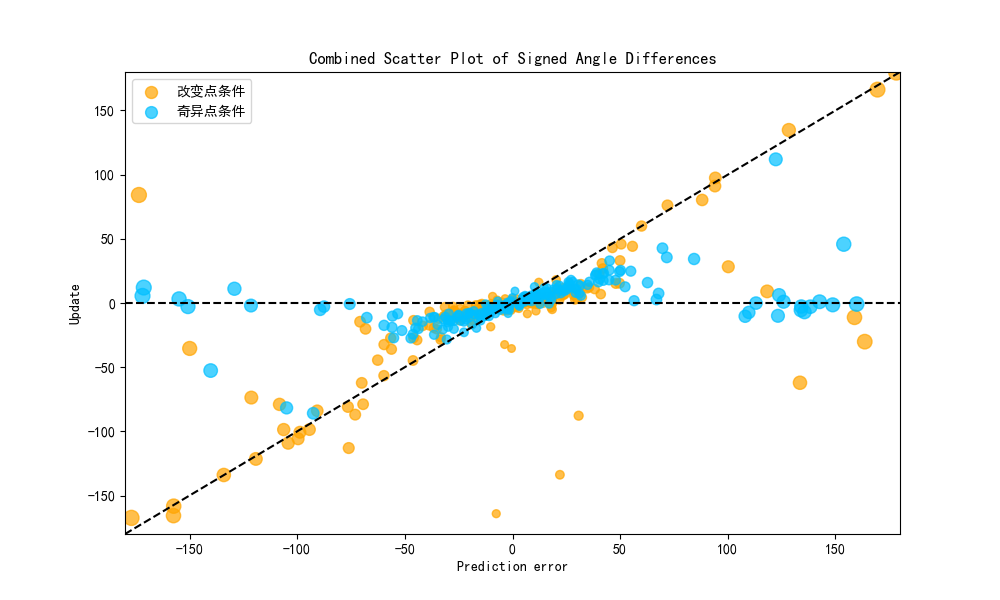 Combined Scatter Plot of Signed Angle Differences
改变点条件
奇异点条件
Update
150
100
50
0
−50
−100
−150
−150
−100
−50
0
50
100
150
Prediction error